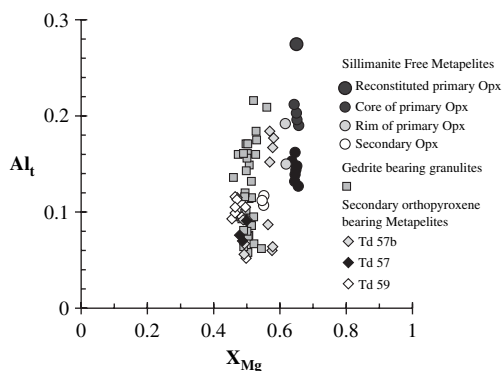 0.3
0.2
Al_t
0.1
0
0 0.2 0.4 0.6 0.8 1
X_Mg
Sillimanite Free Metapelites
Reconstituted primary Opx
Core of primary Opx
Rim of primary Opx
Secondary Opx
Gedrite bearing granulites
Secondary orthopyroxene
bearing Metapelites
Td 57b
Td 57
Td 59